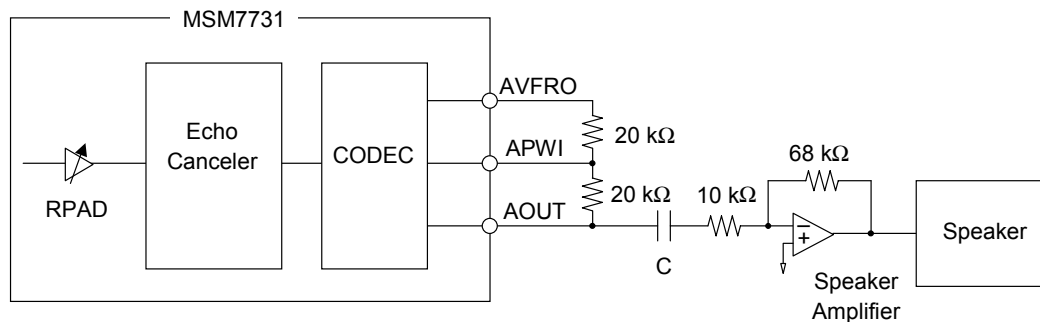 MSM7731
AVFRO
Echo
Canceler
CODEC
20 kΩ
APWI
68 kΩ
RPAD
20 kΩ
10 kΩ
AOUT
−
+
Speaker
C
Speaker
Amplifier